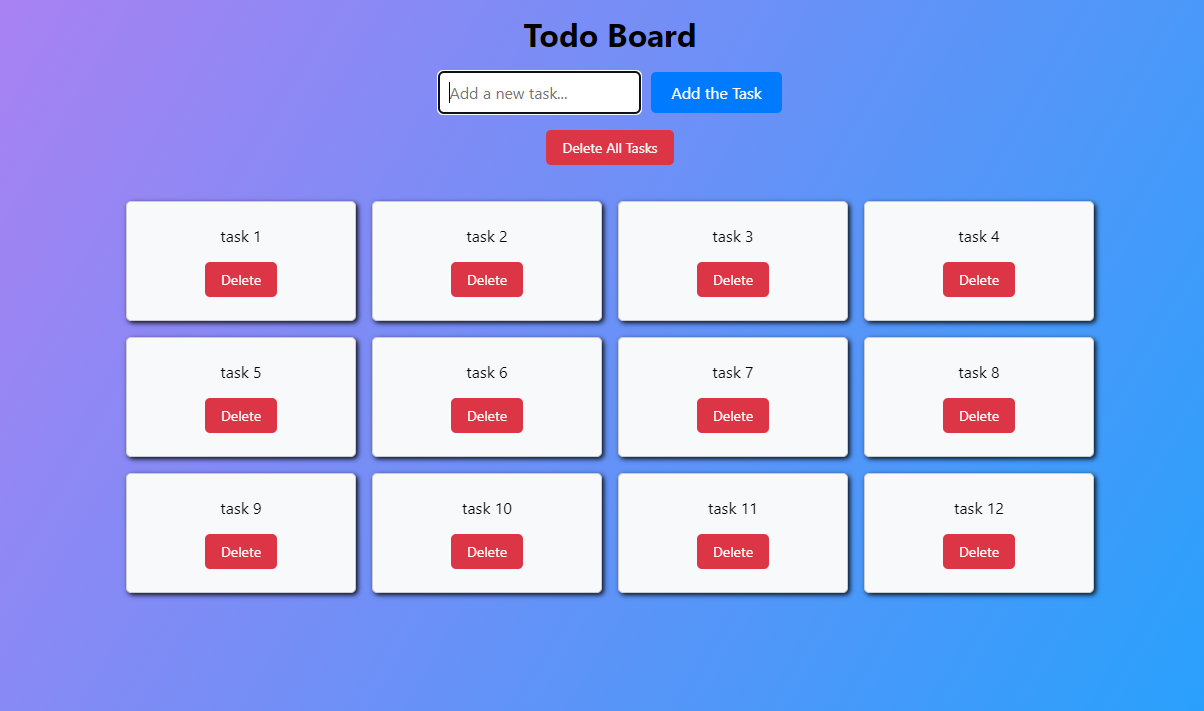 Todo Board
Add a new task... Add the Task
Delete All Tasks
task 1 task 2 task 3 task 4
Delete Delete Delete Delete
task 5 task 6 task 7 task 8
Delete Delete Delete Delete
task 9 task 10 task 11 task 12
Delete Delete Delete Delete